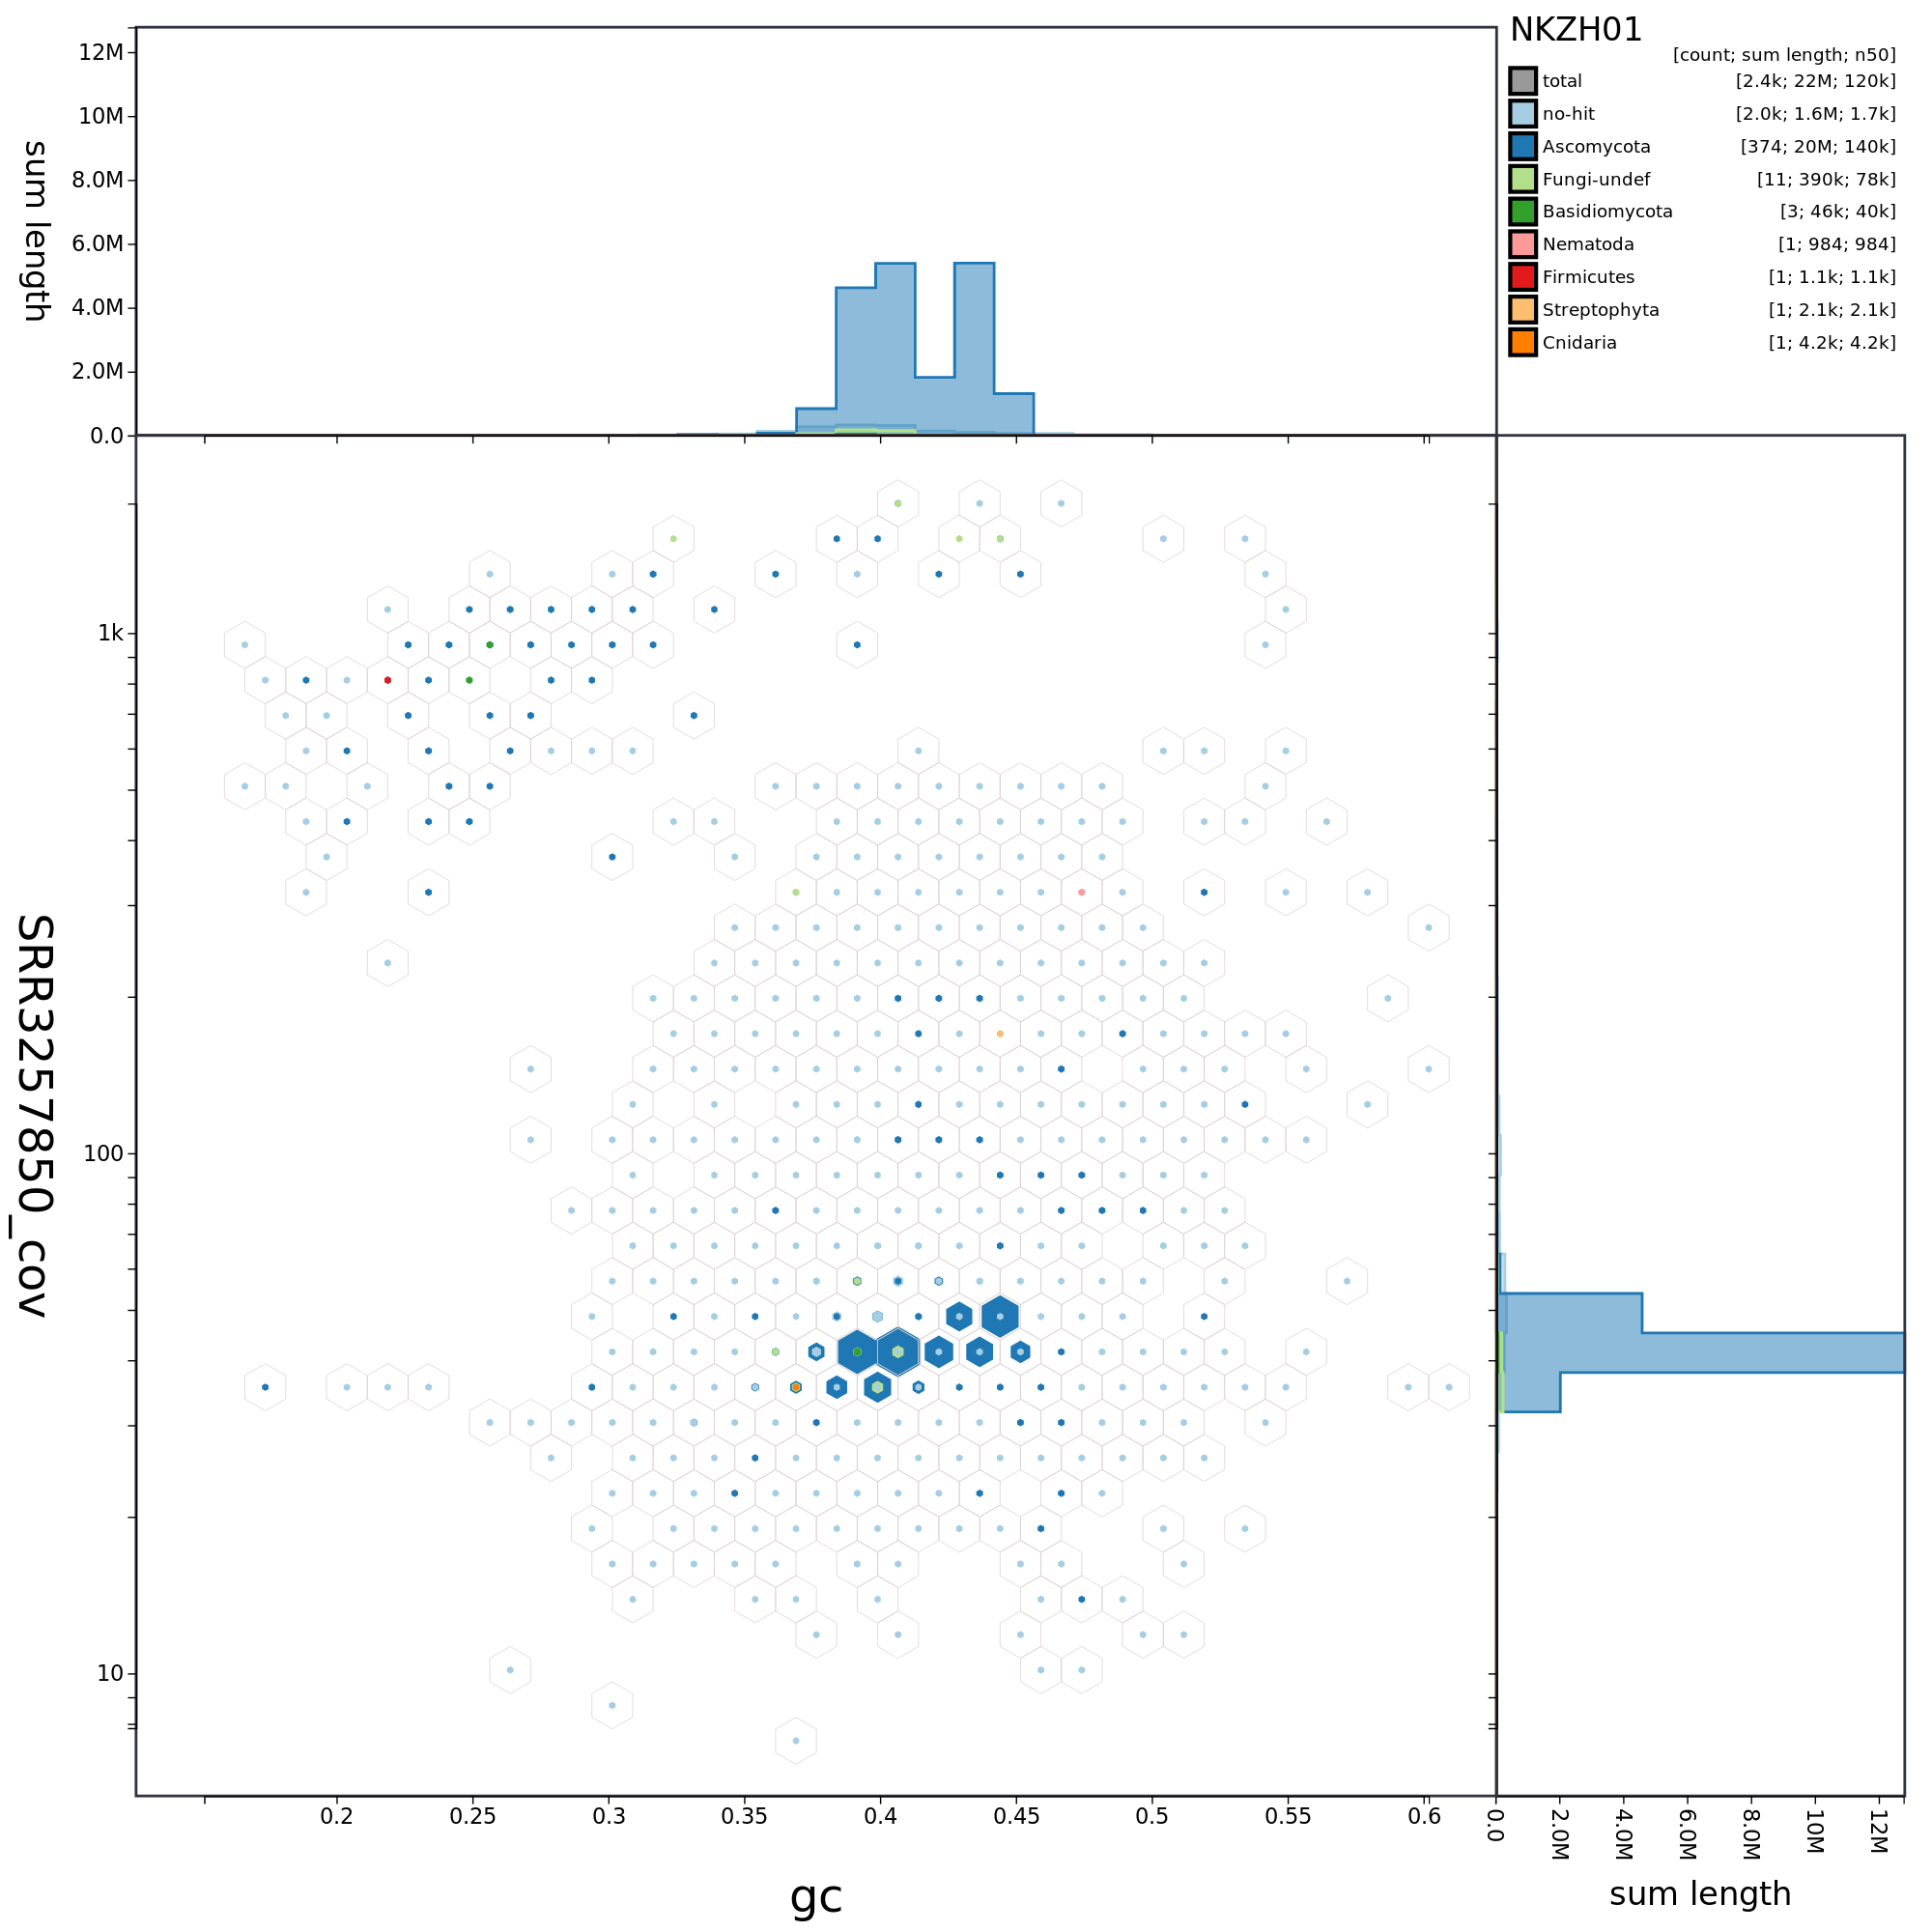 NKZH01
[count; sum length; n50]
total [2.4k; 22M; 120k]
no-hit [2.0k; 1.6M; 1.7k]
Ascomycota [374; 20M; 140k]
Fungi-undef [11; 390k; 78k]
Basidiomycota [3; 46k; 40k]
Nematoda [1; 984; 984]
Firmicutes [1; 1.1k; 1.1k]
Streptophyta [1; 2.1k; 2.1k]
Cnidaria [1; 4.2k; 4.2k]
sum length
12M
10M
8.0M
6.0M
4.0M
2.0M
0.0
SRR3257850_cov
1k
100
10
0.2 0.25 0.3 0.35 0.4 0.45 0.5 0.55 0.6
gc
0.0 2.0M 4.0M 6.0M 8.0M 10M 12M
sum length